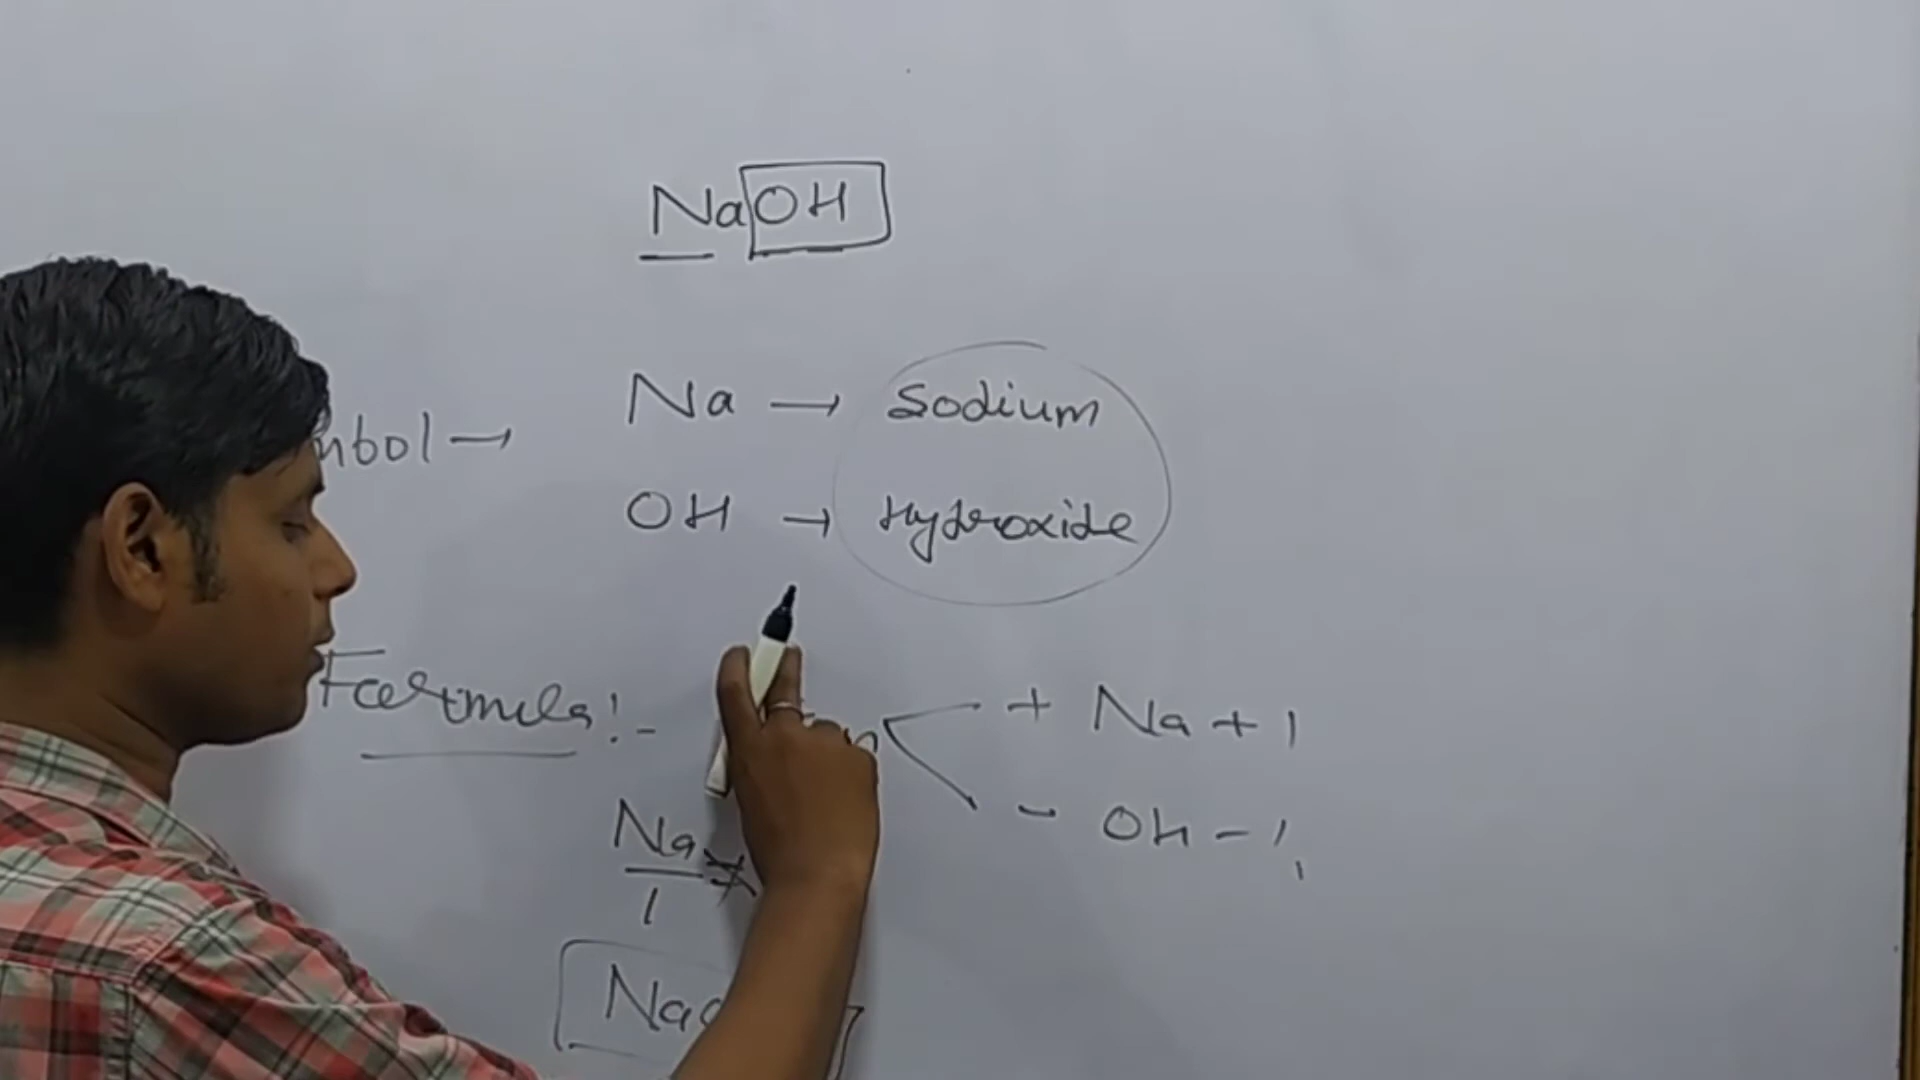 NaOH
Na → Sodium
mbol →
OH → Hydroxide
Formula :-
+ Na + 1
- OH - 1
Na
1
Na